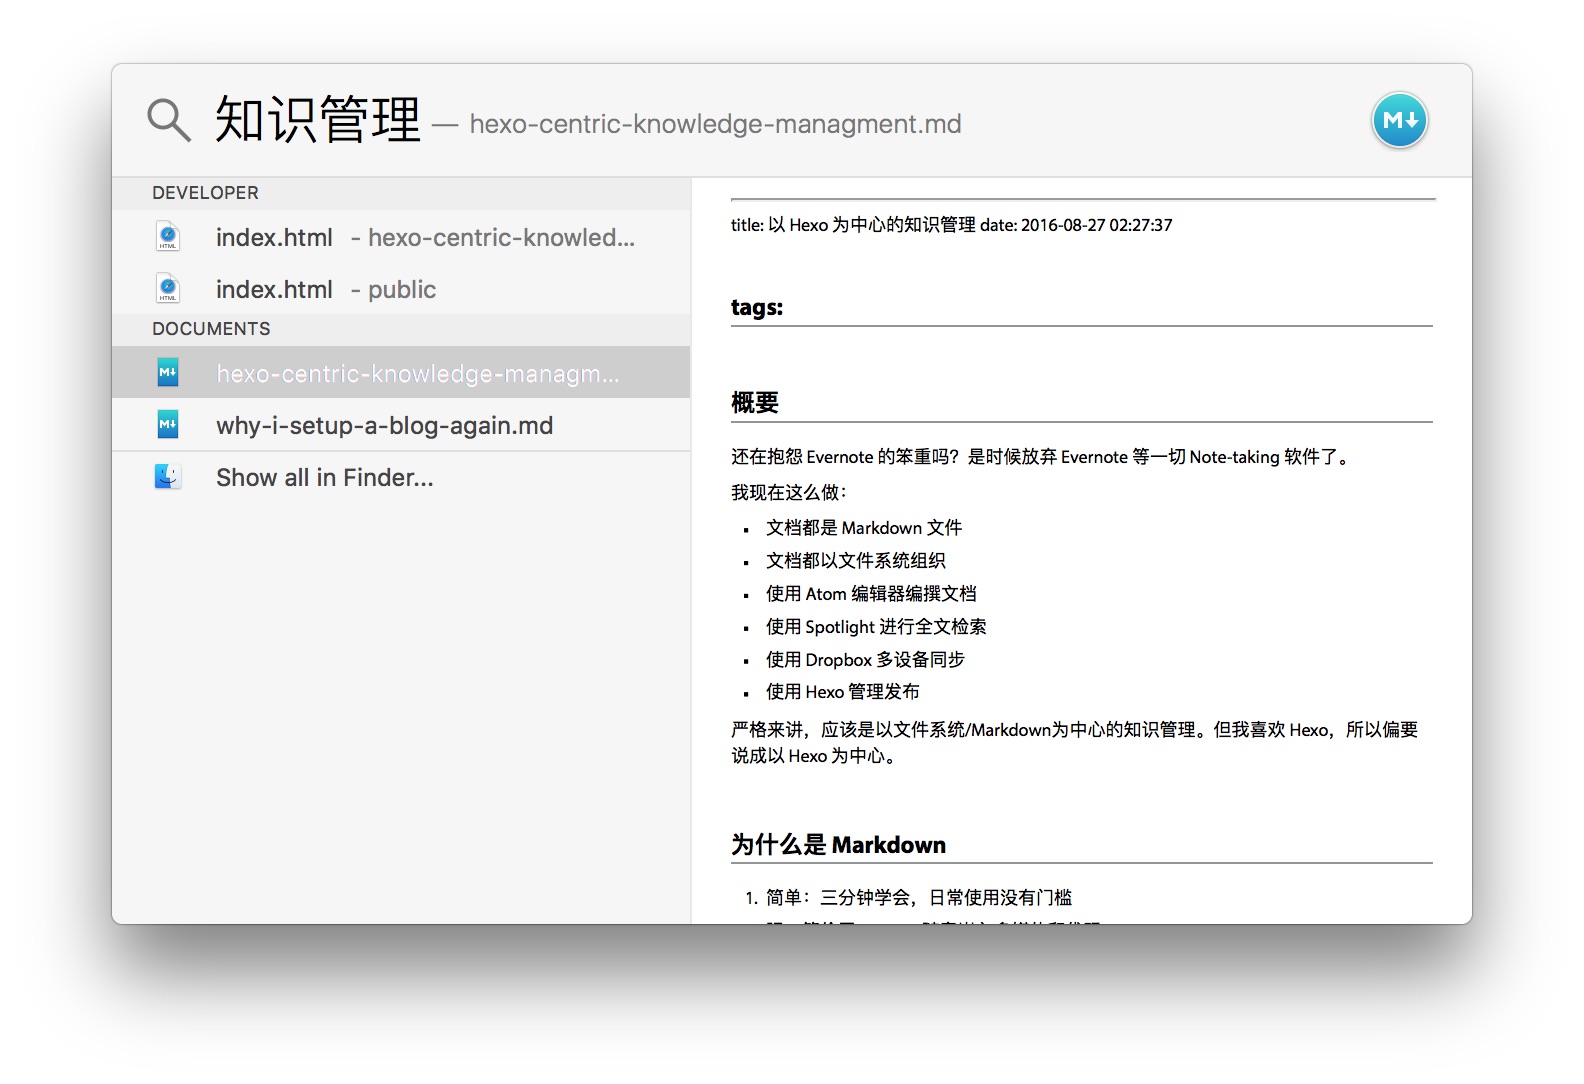 知识管理 — hexo-centric-knowledge-managment.md
M↓
DEVELOPER
HTML index.html - hexo-centric-knowled...
HTML index.html - public
DOCUMENTS
M↓ hexo-centric-knowledge-managm...
M↓ why-i-setup-a-blog-again.md
Show all in Finder...
title: 以 Hexo 为中心的知识管理 date: 2016-08-27 02:27:37
tags:
概要
还在抱怨 Evernote 的笨重吗？是时候放弃 Evernote 等一切 Note-taking 软件了。
我现在这么做：
▪ 文档都是 Markdown 文件
▪ 文档都以文件系统组织
▪ 使用 Atom 编辑器编撰文档
▪ 使用 Spotlight 进行全文检索
▪ 使用 Dropbox 多设备同步
▪ 使用 Hexo 管理发布
严格来讲，应该是以文件系统/Markdown为中心的知识管理。但我喜欢 Hexo，所以偏要
说成以 Hexo 为中心。
为什么是 Markdown
1. 简单：三分钟学会，日常使用没有门槛